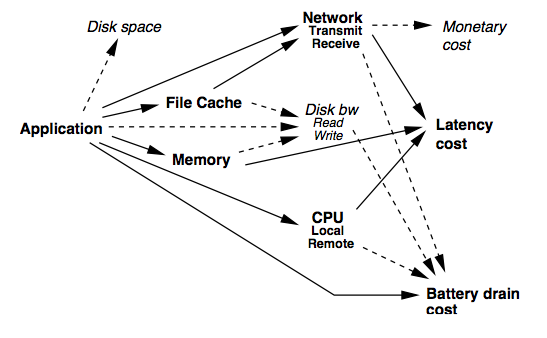 Disk space
Network
Transmit
Receive
Monetary
cost
File Cache
Disk bw
Read
Write
Application
Latency
cost
Memory
CPU
Local
Remote
Battery drain
cost